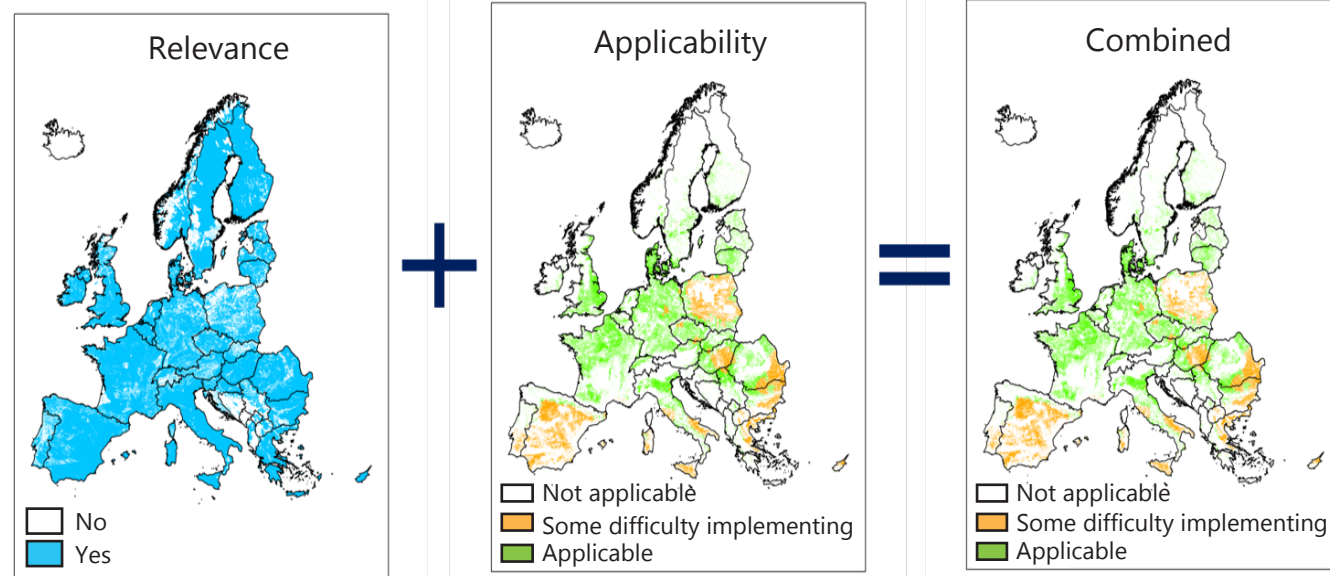 Relevance
No
Yes
+
Applicability
Not applicable
Some difficulty implementing
Applicable
=
Combined
Not applicable
Some difficulty implementing
Applicable